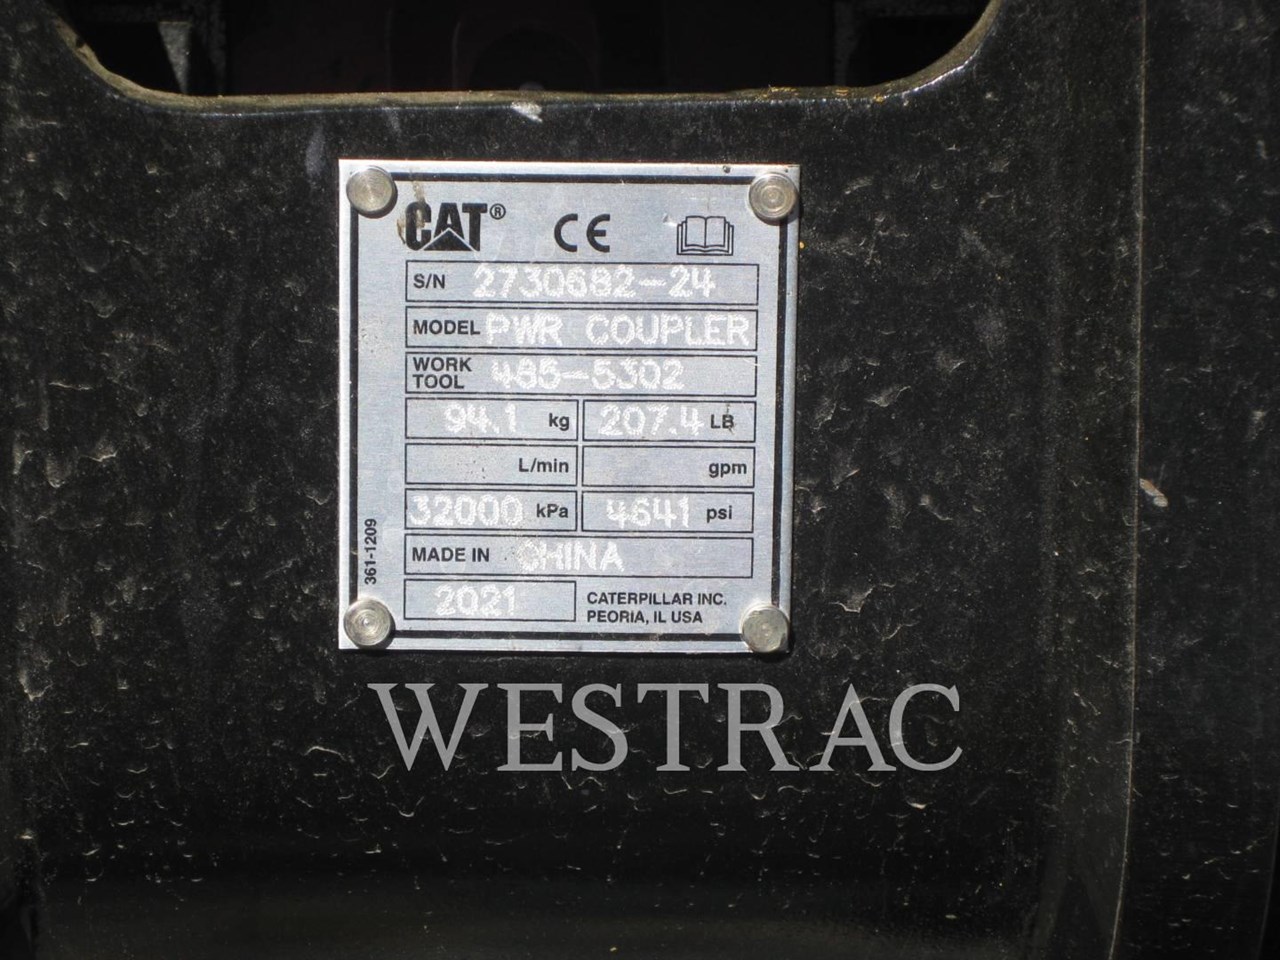 CAT® CE
S/N 2730682-24
MODEL PWR COUPLER
WORK TOOL 485-5302
94.1 kg 207.4 LB
L/min gpm
32000 kPa 4641 psi
MADE IN CHINA
2021 CATERPILLAR INC.
PEORIA, IL USA
361-1209
WESTRAC